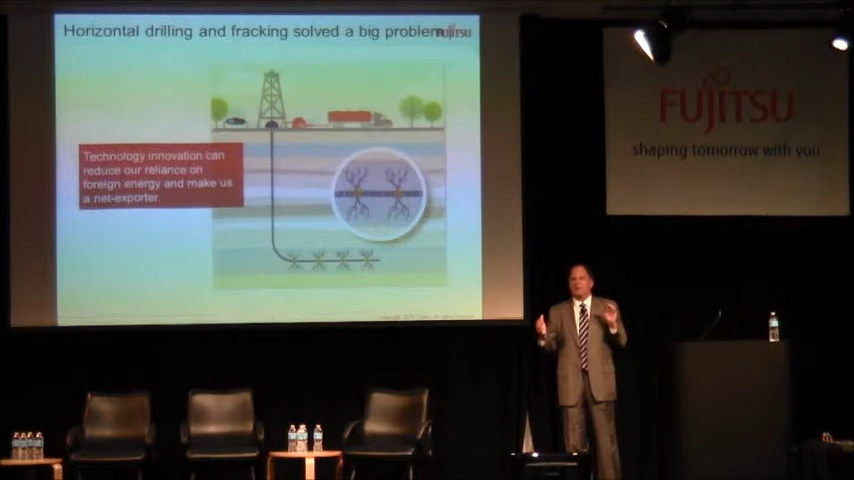 Horizontal drilling and fracking solved a big problem
FUJITSU
Technology innovation can
reduce our reliance on
foreign energy and make us
a net-exporter.
FUJITSU
shaping tomorrow with you